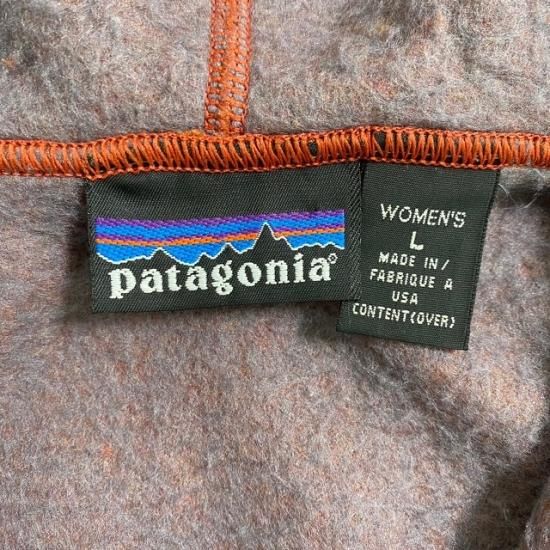 patagonia®
WOMEN'S
L
MADE IN/
FABRIQUE A
USA
CONTENT(OVER)